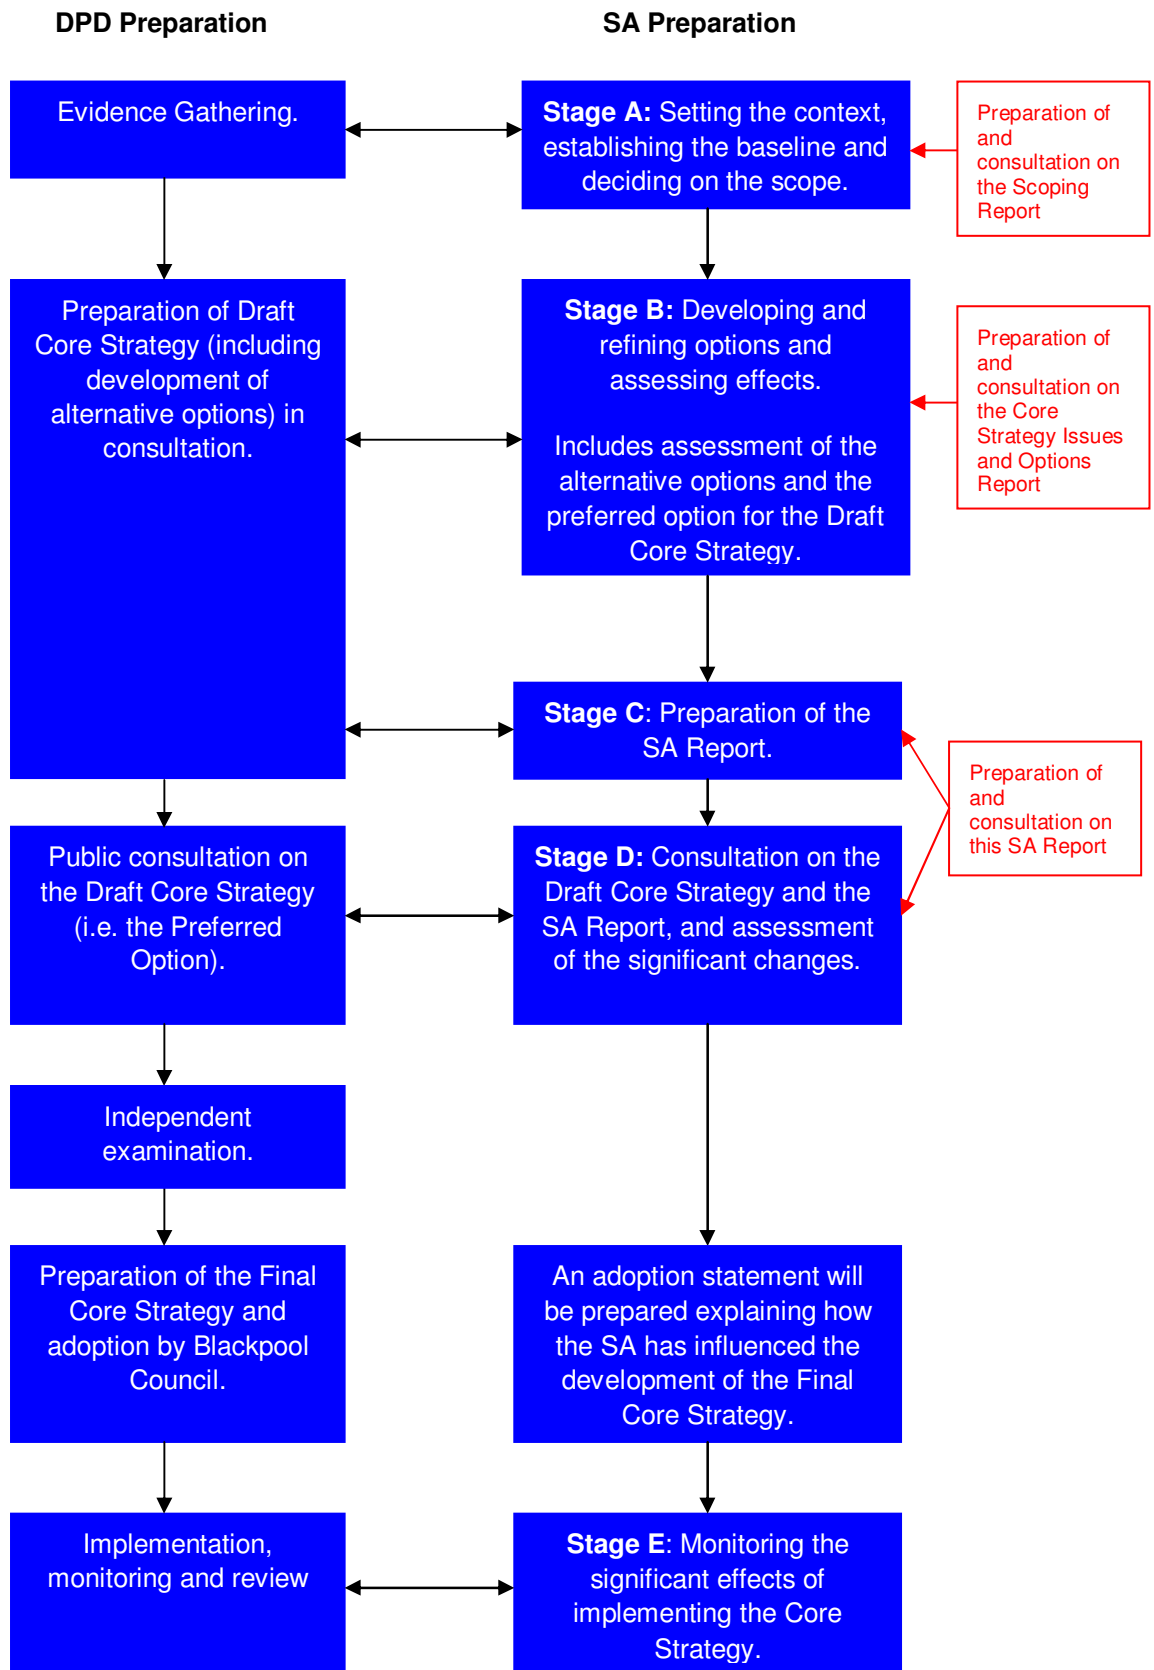 DPD Preparation
SA Preparation
Evidence Gathering.
Stage A: Setting the context,
establishing the baseline and
deciding on the scope.
Preparation of
and
consultation on
the Scoping
Report
Preparation of Draft
Core Strategy (including
development of
alternative options) in
consultation.
Stage B: Developing and
refining options and
assessing effects.
Includes assessment of the
alternative options and the
preferred option for the Draft
Core Strategy.
Preparation of
and
consultation on
the Core
Strategy Issues
and Options
Report
Stage C: Preparation of the
SA Report.
Preparation of
and
consultation on
this SA Report
Public consultation on
the Draft Core Strategy
(i.e. the Preferred
Option).
Stage D: Consultation on the
Draft Core Strategy and the
SA Report, and assessment
of the significant changes.
Independent
examination.
Preparation of the Final
Core Strategy and
adoption by Blackpool
Council.
An adoption statement will
be prepared explaining how
the SA has influenced the
development of the Final
Core Strategy.
Implementation,
monitoring and review
Stage E: Monitoring the
significant effects of
implementing the Core
Strategy.